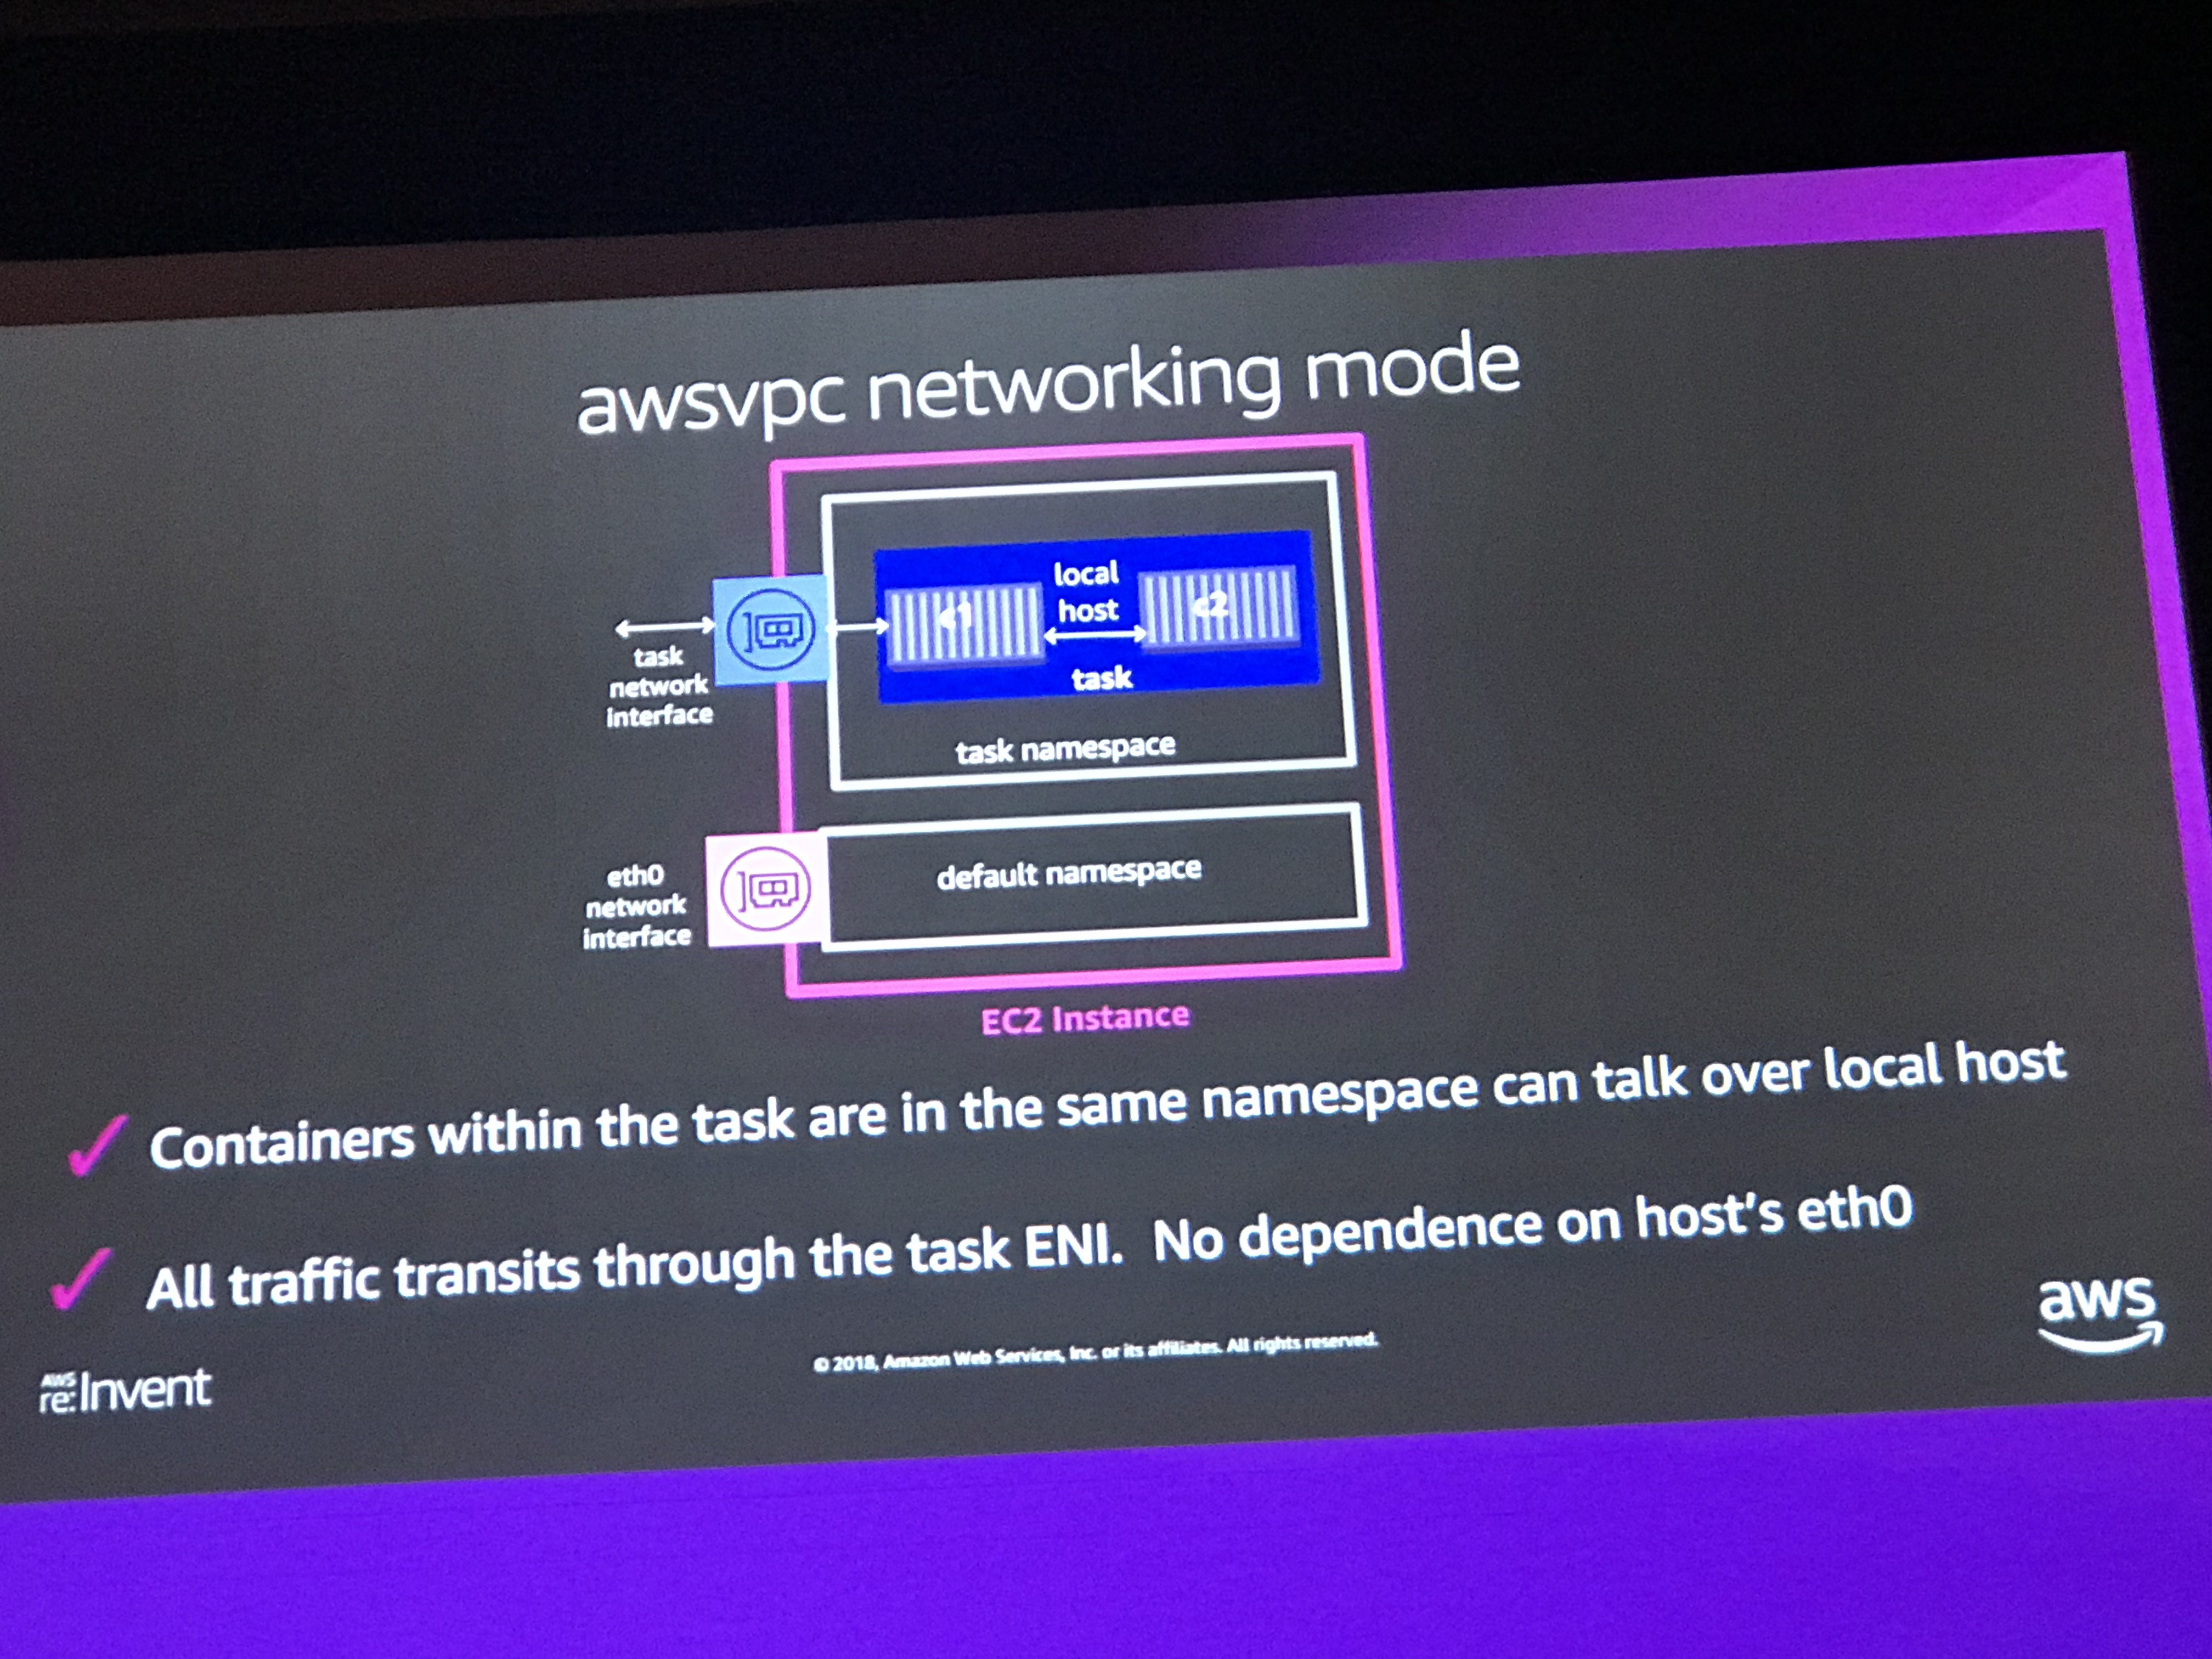 awsvpc networking mode
local
host
c1
c2
task
task
network
interface
task namespace
eth0
network
interface
default namespace
EC2 Instance
✓ Containers within the task are in the same namespace can talk over local host
✓ All traffic transits through the task ENI. No dependence on host's eth0
© 2018, Amazon Web Services, Inc. or its affiliates. All rights reserved.
AWS
re:Invent
aws